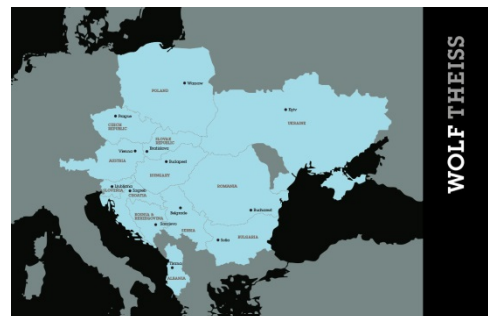 Warsaw
POLAND
Prague
CZECH
REPUBLIC
Kyiv
UKRAINE
SLOVAK
REPUBLIC
Vienna
Bratislava
AUSTRIA
Budapest
HUNGARY
Ljubljana
SLOVENIA
Zagreb
CROATIA
ROMANIA
BOSNIA &
HERZEGOVINA
Belgrade
Bucharest
Sarajevo
SERBIA
Sofia
BULGARIA
Tirana
ALBANIA
WOLF THEISS